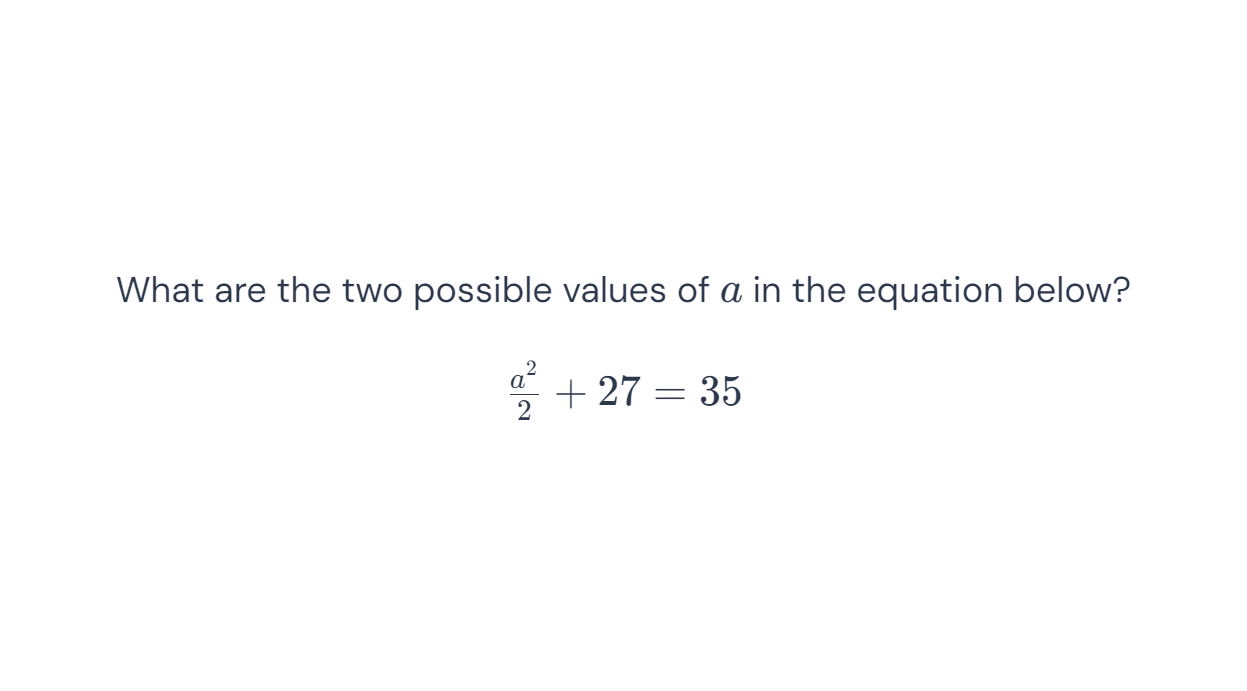 What are the two possible values of a in the equation below?
a²/2 + 27 = 35